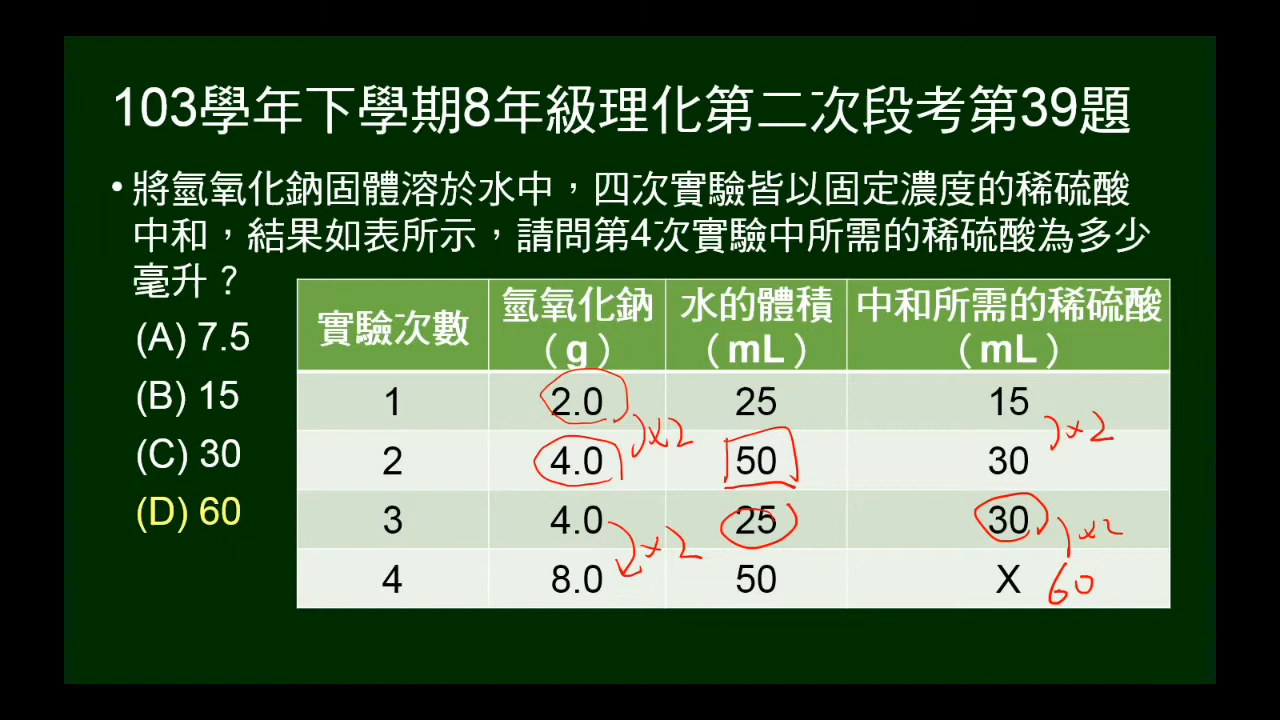 103學年下學期8年級理化第二次段考第39題
•將氫氧化鈉固體溶於水中，四次實驗皆以固定濃度的稀硫酸
中和，結果如表所示，請問第4次實驗中所需的稀硫酸為多少
毫升？
(A) 7.5
(B) 15
(C) 30
(D) 60
實驗次數 氫氧化鈉（g） 水的體積（mL） 中和所需的稀硫酸（mL）
1 2.0 25 15
×2 ×2
2 4.0 50 30
3 4.0 25 30
×2 ×2
4 8.0 50 X 60